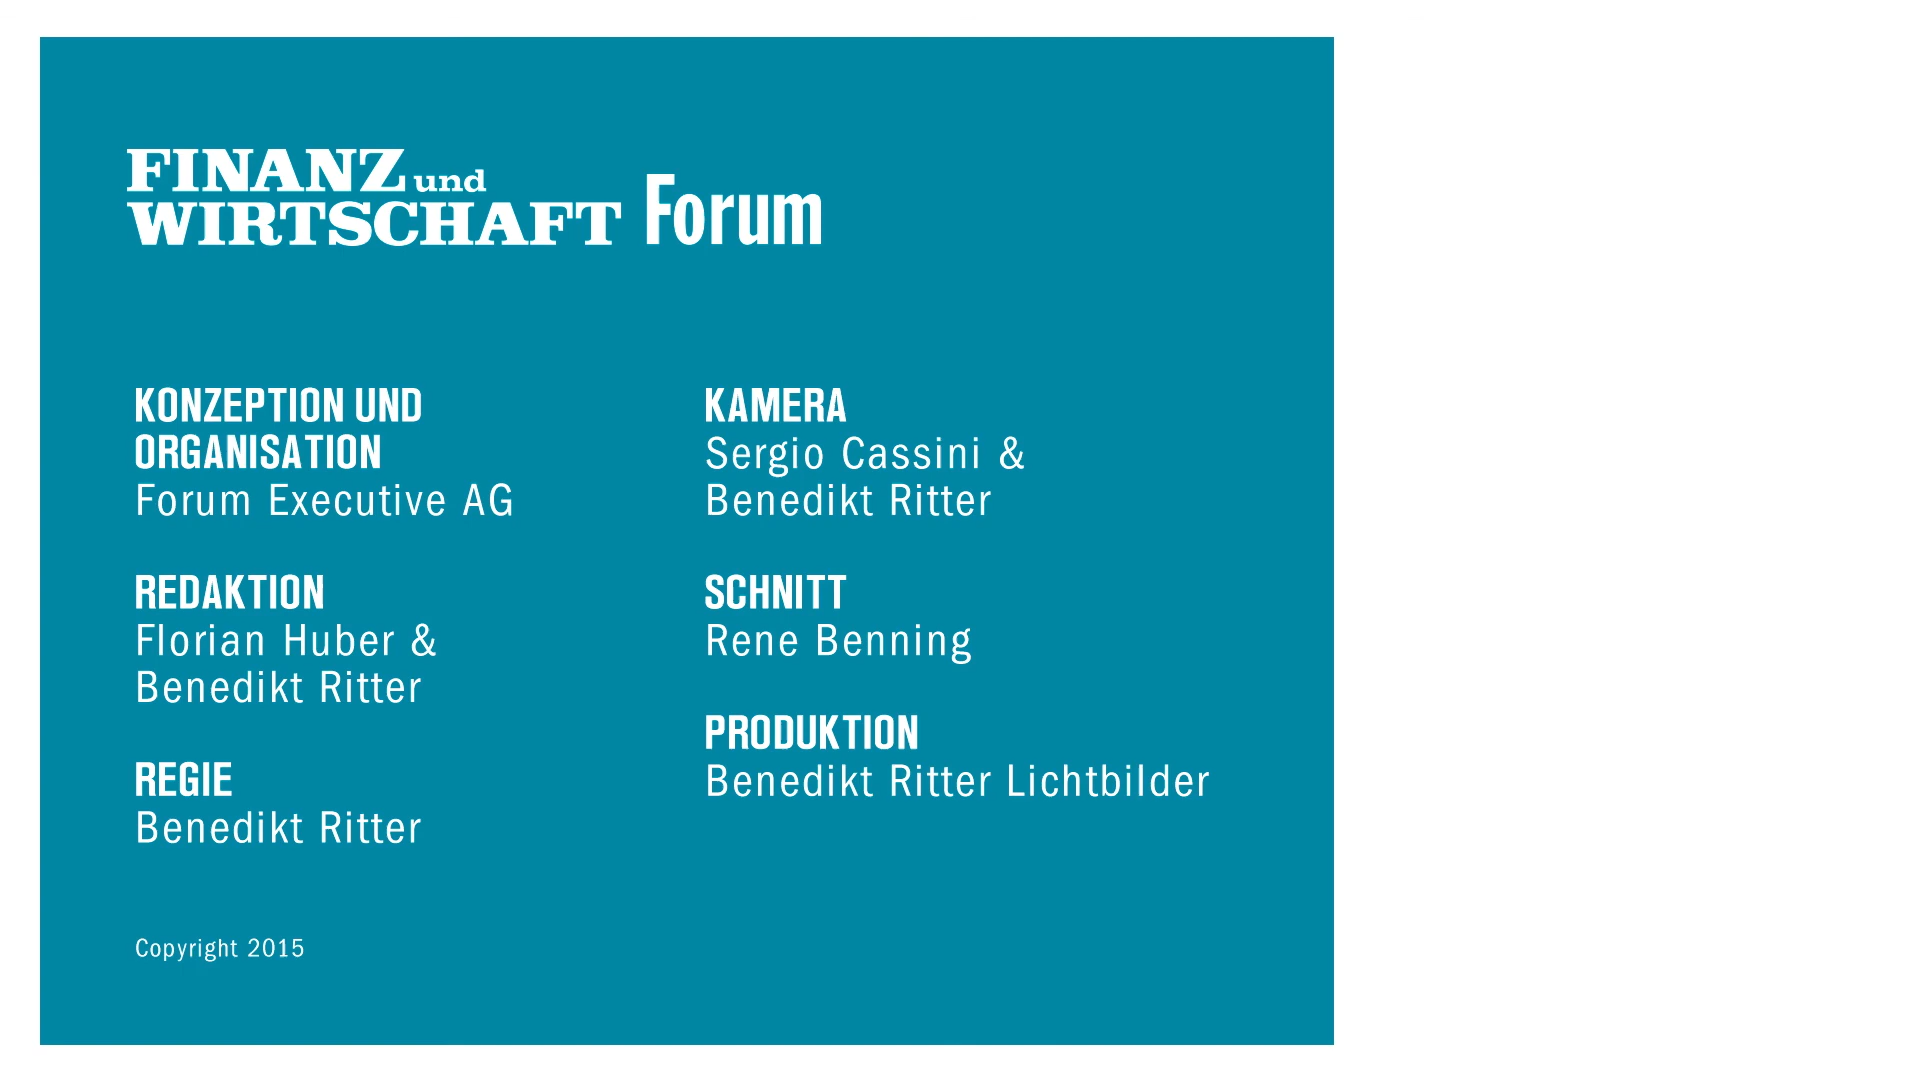 FINANZ und
WIRTSCHAFT Forum
KONZEPTION UND
ORGANISATION
Forum Executive AG
REDAKTION
Florian Huber &
Benedikt Ritter
REGIE
Benedikt Ritter
KAMERA
Sergio Cassini &
Benedikt Ritter
SCHNITT
Rene Benning
PRODUKTION
Benedikt Ritter Lichtbilder
Copyright 2015